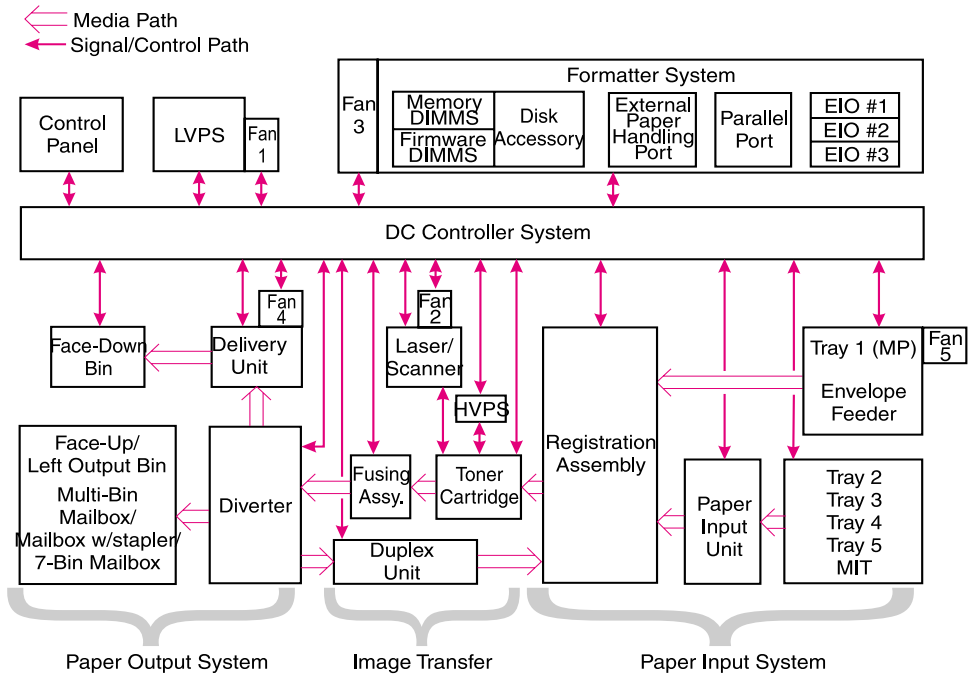 Media Path
Signal/Control Path
Control
Panel
LVPS
Fan
1
Fan
3
Formatter System
Memory
DIMMS
Firmware
DIMMS
Disk
Accessory
External
Paper
Handling
Port
Parallel
Port
EIO #1
EIO #2
EIO #3
DC Controller System
Face-Down
Bin
Delivery
Unit
Fan
4
Laser/
Scanner
Fan
2
HVPS
Registration
Assembly
Tray 1 (MP)
Envelope
Feeder
Fan
5
Face-Up/
Left Output Bin
Multi-Bin
Mailbox/
Mailbox w/stapler/
7-Bin Mailbox
Diverter
Fusing
Assy.
Toner
Cartridge
Duplex
Unit
Paper
Input
Unit
Tray 2
Tray 3
Tray 4
Tray 5
MIT
Paper Output System
Image Transfer
Paper Input System